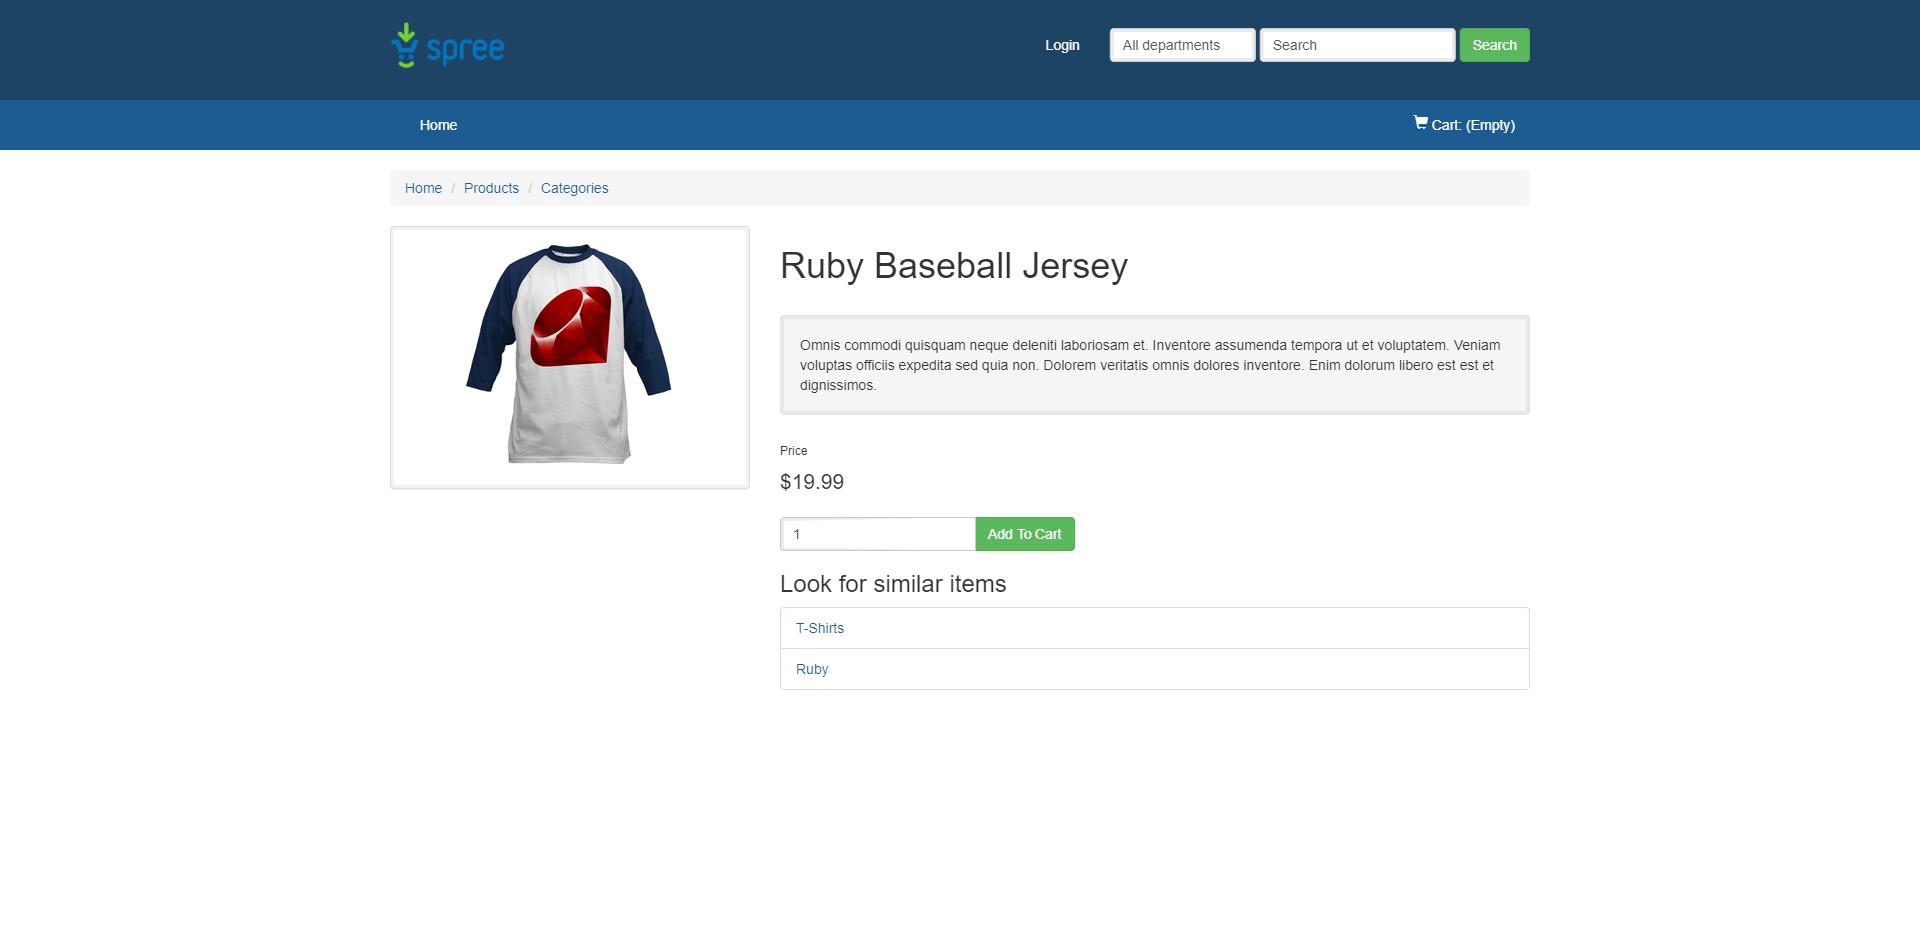 spree
Login
All departments
Search
Search
Home
Cart: (Empty)
Home / Products / Categories
Ruby Baseball Jersey
Omnis commodi quisquam neque deleniti laboriosam et. Inventore assumenda tempora ut et voluptatem. Veniam
voluptas officiis expedita sed quia non. Dolorem veritatis omnis dolores inventore. Enim dolorum libero est est et
dignissimos.
Price
$19.99
1
Add To Cart
Look for similar items
T-Shirts
Ruby